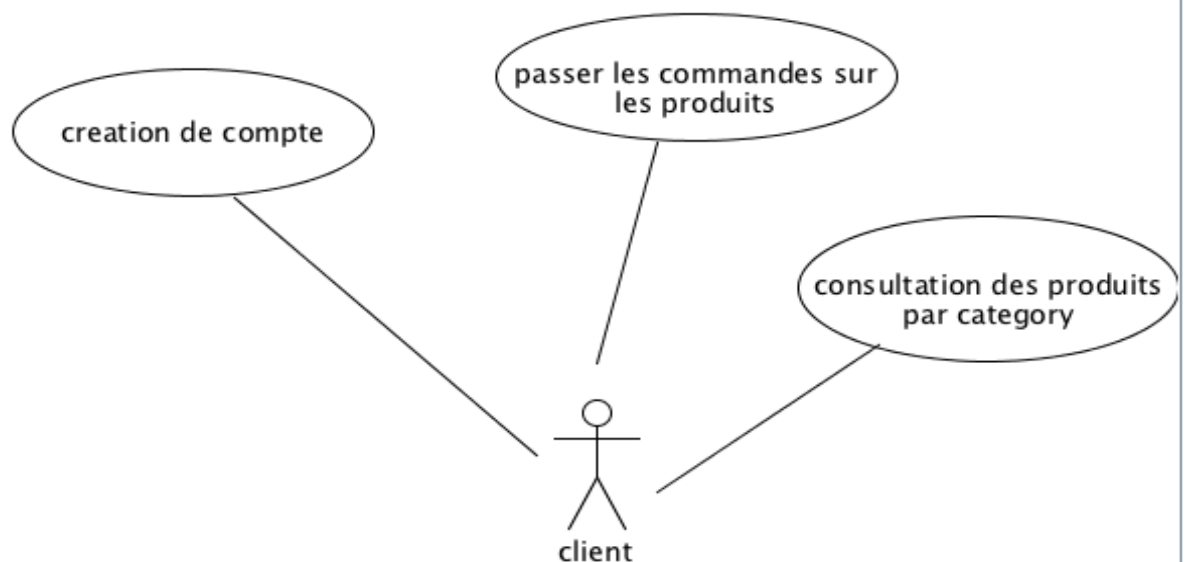 creation de compte
passer les commandes sur
les produits
consultation des produits
par category
client